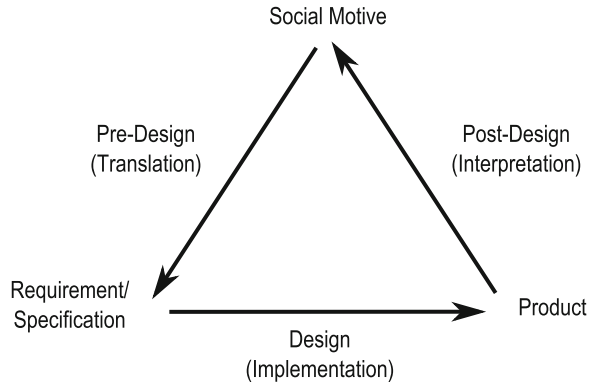 Social Motive
Pre-Design
(Translation)
Post-Design
(Interpretation)
Requirement/
Specification
Product
Design
(Implementation)